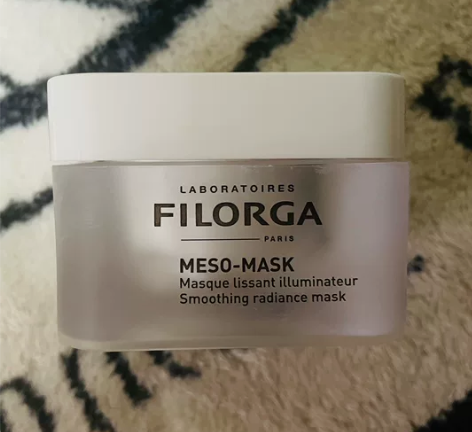 LABORATOIRES
FILORGA
PARIS
MESO-MASK
Masque lissant illuminateur
Smoothing radiance mask